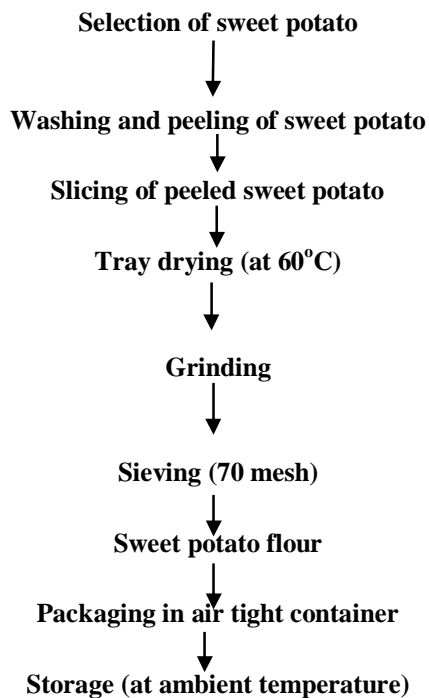 Selection of sweet potato
Washing and peeling of sweet potato
Slicing of peeled sweet potato
Tray drying (at 60°C)
Grinding
Sieving (70 mesh)
Sweet potato flour
Packaging in air tight container
Storage (at ambient temperature)